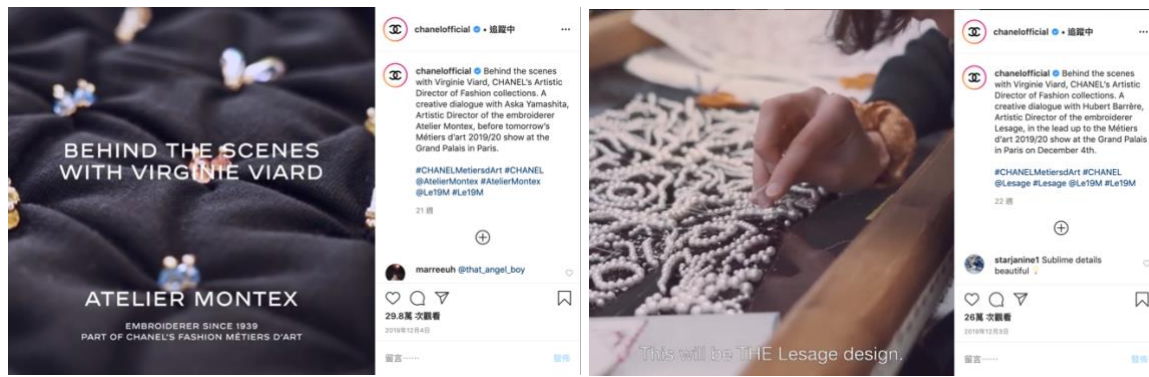 BEHIND THE SCENES
WITH VIRGINIE VIARD
ATELIER MONTEX
EMBROIDERER SINCE 1939
PART OF CHANEL'S FASHION MÉTIERS D'ART
chanelofficial • 追蹤中
chanelofficial Behind the scenes
with Virginie Viard, CHANEL's Artistic
Director of Fashion collections. A
creative dialogue with Aska Yamashita,
Artistic Director of the embroiderer
Atelier Montex, before tomorrow's
Métiers d'art 2019/20 show at the
Grand Palais in Paris.
#CHANELMetiersdArt #CHANEL
@AtelierMontex #AtelierMontex
@Le19M #Le19M
21 週
marreeuh @that_angel_boy
29.8萬 次觀看
2019年12月4日
留言⋯⋯
發佈
This will be THE Lesage design.
chanelofficial • 追蹤中
chanelofficial Behind the scenes
with Virginie Viard, CHANEL's Artistic
Director of Fashion collections. A
creative dialogue with Hubert Barrère,
Artistic Director of the embroiderer
Lesage, in the lead up to the Métiers
d'art 2019/20 show at the Grand Palais
in Paris on December 4th.
#CHANELMetiersdArt #CHANEL
@Lesage #Lesage @Le19M #Le19M
22 週
starjanine1 Sublime details
beautiful
26萬 次觀看
2019年12月3日
留言⋯⋯
發佈